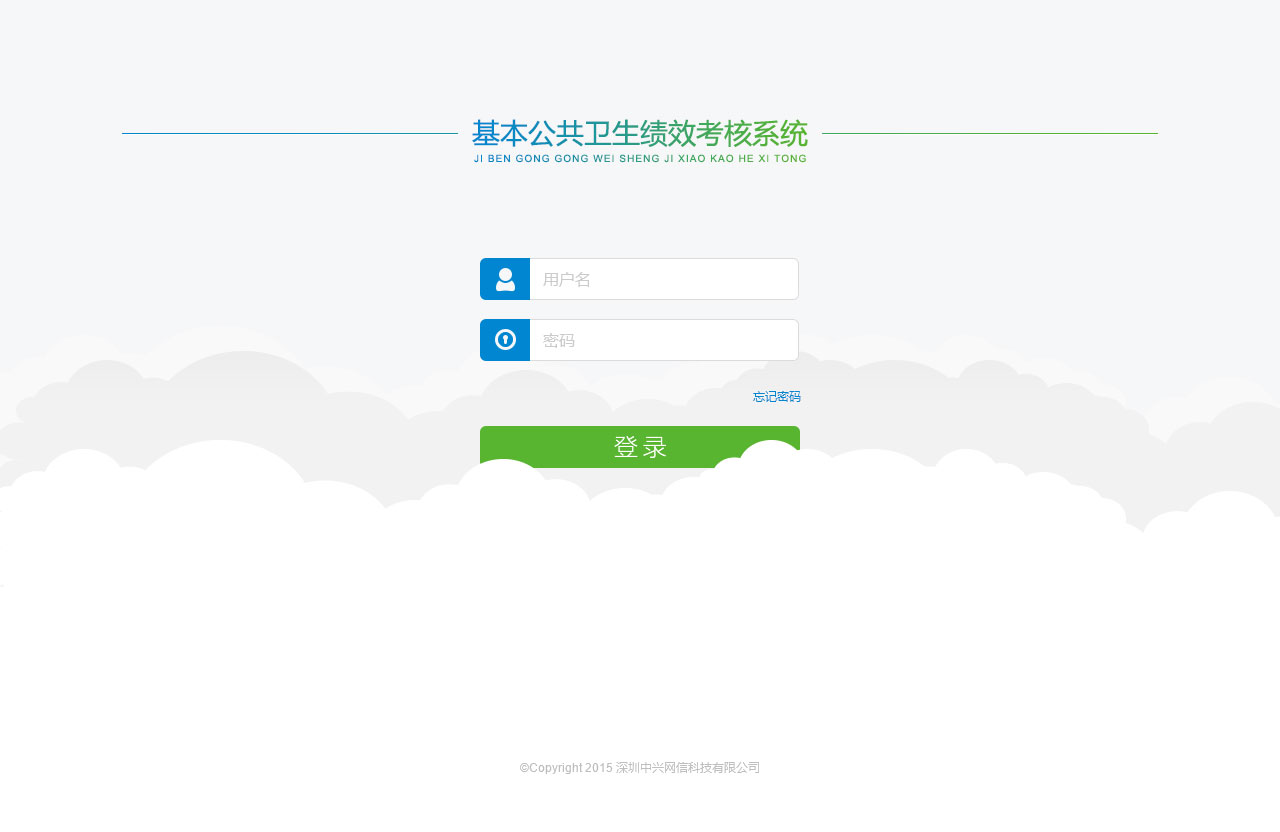 基本公共卫生绩效考核系统
JI BEN GONG GONG WEI SHENG JI XIAO KAO HE XI TONG
用户名
密码
忘记密码
登录
©Copyright 2015 深圳中兴网信科技有限公司